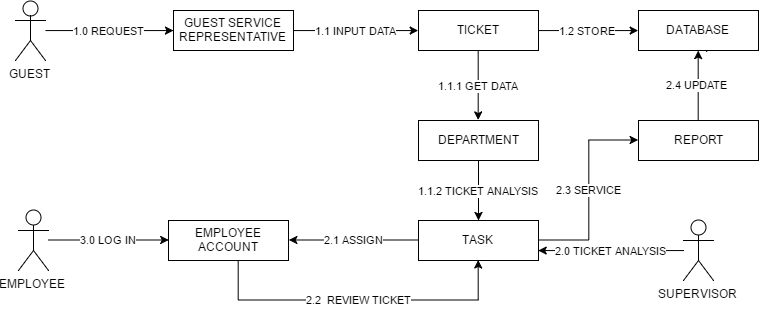 1.0 REQUEST
GUEST SERVICE
REPRESENTATIVE
1.1 INPUT DATA
TICKET
1.2 STORE
DATABASE
GUEST
1.1.1 GET DATA
2.4 UPDATE
DEPARTMENT
REPORT
1.1.2 TICKET ANALYSIS
2.3 SERVICE
3.0 LOG IN
EMPLOYEE
ACCOUNT
2.1 ASSIGN
TASK
2.0 TICKET ANALYSIS
EMPLOYEE
SUPERVISOR
2.2 REVIEW TICKET